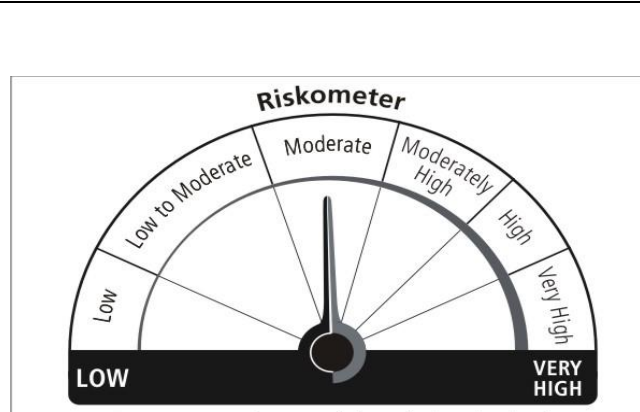 Riskometer
Low
Low to Moderate
Moderate
Moderately
High
High
Very High
LOW
VERY
HIGH